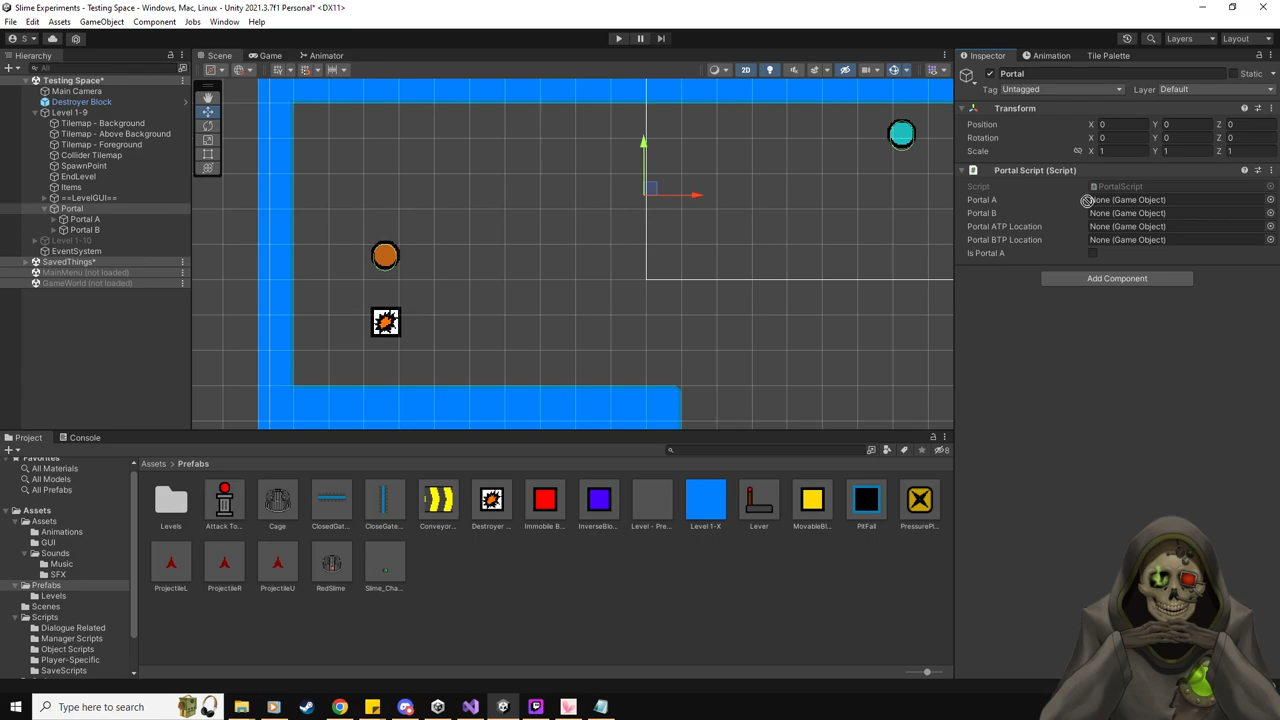 Slime Experiments - Testing Space - Windows, Mac, Linux - Unity 2021.3.7f1 Personal* <DX11>
File Edit Assets GameObject Component Jobs Window Help
S
Layers Layout
Hierarchy
All
Testing Space*
Main Camera
Destroyer Block
Level 1-9
Tilemap - Background
Tilemap - Above Background
Tilemap - Foreground
Collider Tilemap
SpawnPoint
EndLevel
Items
==LevelGUI==
Portal
Portal A
Portal B
Level 1-10
EventSystem
SavedThings*
MainMenu (not loaded)
GameWorld (not loaded)
Scene Game Animator
2D
Inspector Animation Tile Palette
Portal Static
Tag Untagged Layer Default
Transform
Position X 0 Y 0 Z 0
Rotation X 0 Y 0 Z 0
Scale X 1 Y 1 Z 1
Portal Script (Script)
Script PortalScript
Portal A None (Game Object)
Portal B None (Game Object)
Portal ATP Location None (Game Object)
Portal BTP Location None (Game Object)
Is Portal A
Add Component
Project Console
8
Favorites
All Materials
All Models
All Prefabs
Assets
Assets
Animations
GUI
Sounds
Music
SFX
Prefabs
Levels
Scenes
Scripts
Dialogue Related
Manager Scripts
Player-Specific
SaveScripts
Assets > Prefabs
Levels Attack To... Cage ClosedGat... CloseGate... Conveyor... Destroyer ... Immobile B... InverseBlo... Level - Pre... Level 1-X Lever MovableBl... PitFall PressurePl...
ProjectileL ProjectileR ProjectileU RedSlime Slime_Cha...
Type here to search